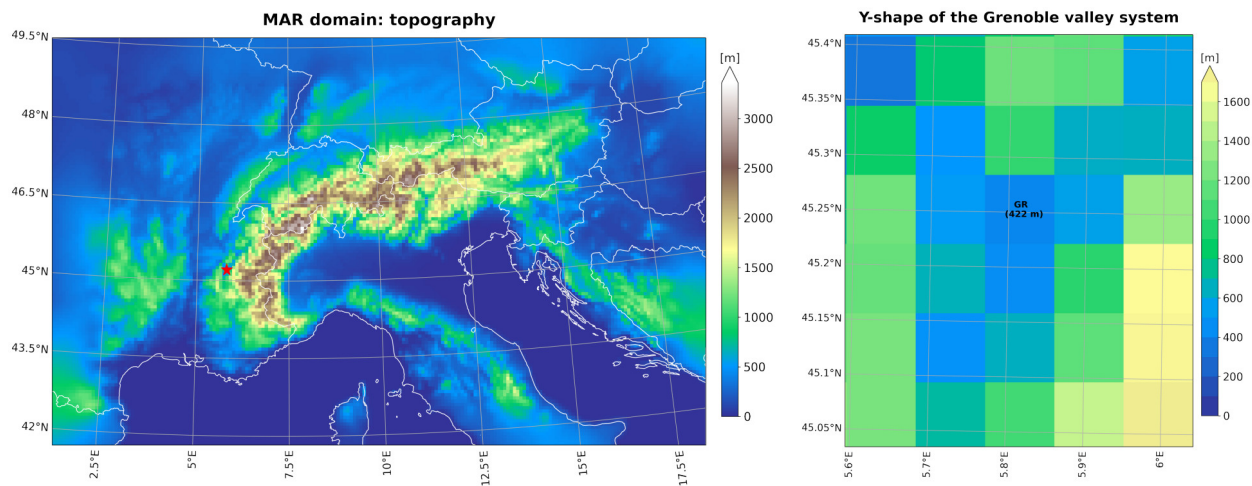 MAR domain: topography
49.5°N
48°N
46.5°N
45°N
43.5°N
42°N
2.5°E
5°E
7.5°E
10°E
12.5°E
15°E
17.5°E
[m]
3000
2500
2000
1500
1000
500
0
Y-shape of the Grenoble valley system
45.4°N
45.35°N
45.3°N
45.25°N
45.2°N
45.15°N
45.1°N
45.05°N
GR
(422 m)
5.6°E
5.7°E
5.8°E
5.9°E
6°E
[m]
1600
1400
1200
1000
800
600
400
200
0